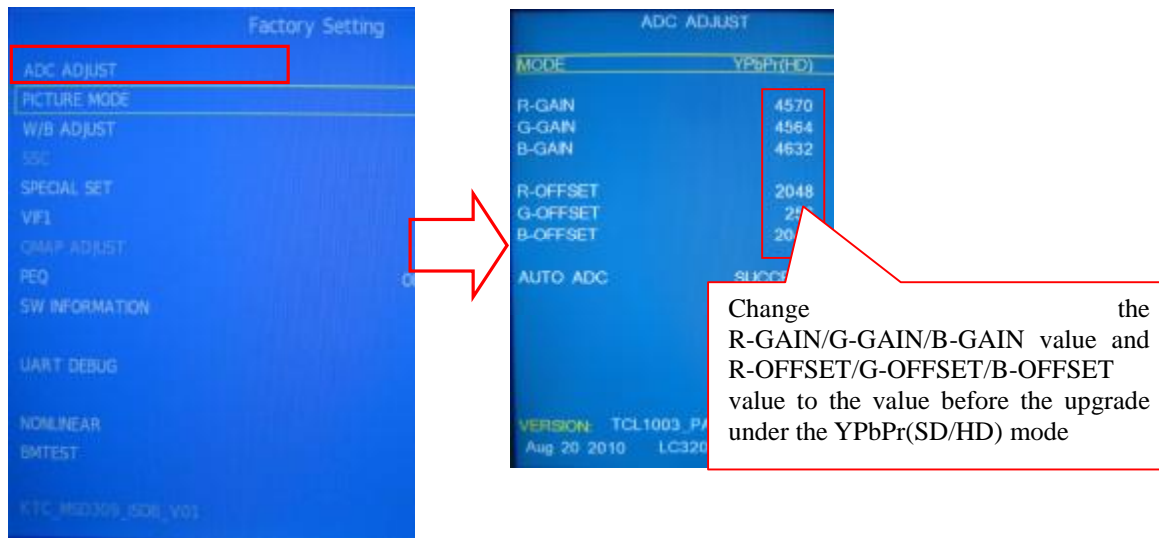 Factory Setting
ADC ADJUST
PICTURE MODE
W/B ADJUST
SSC
SPECIAL SET
VIF1
QMAP ADJUST
PEQ
SW INFORMATION
UART DEBUG
NONLINEAR
BMTEST
KTC_MSD309_ISDB_V01
ADC ADJUST
MODE YPbPr(HD)
R-GAIN 4570
G-GAIN 4564
B-GAIN 4632
R-OFFSET 2048
G-OFFSET
B-OFFSET
AUTO ADC
VERSION: TCL1003_PA
Aug 20 2010 LC320
Change the
R-GAIN/G-GAIN/B-GAIN value and
R-OFFSET/G-OFFSET/B-OFFSET
value to the value before the upgrade
under the YPbPr(SD/HD) mode